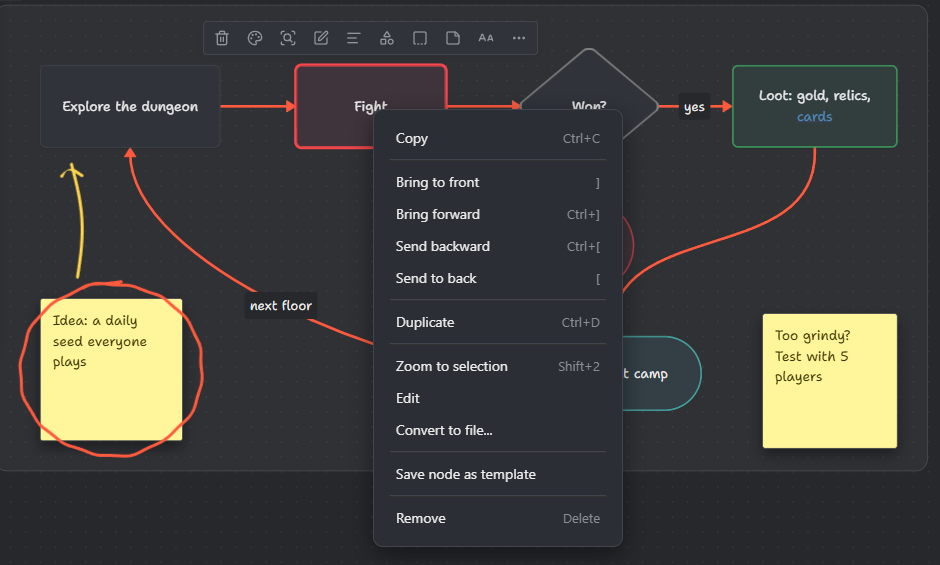 AA
Explore the dungeon
Fight
Won?
yes
Loot: gold, relics,
cards
Copy Ctrl+C
Bring to front ]
Bring forward Ctrl+]
Send backward Ctrl+[
Send to back [
Duplicate Ctrl+D
Zoom to selection Shift+2
Edit
Convert to file...
Save node as template
Remove Delete
next floor
Idea: a daily
seed everyone
plays
camp
Too grindy?
Test with 5
players